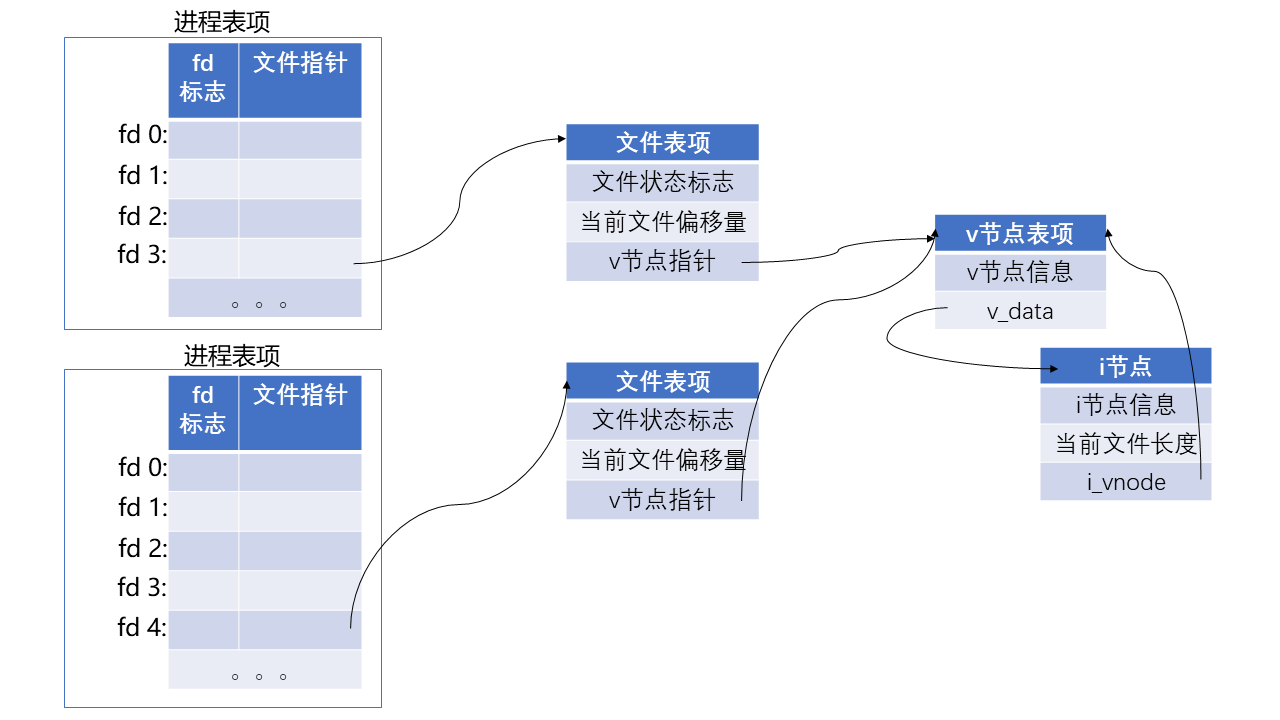 进程表项
fd
标志
文件指针
fd 0:
fd 1:
fd 2:
fd 3:
。。。
进程表项
fd
标志
文件指针
fd 0:
fd 1:
fd 2:
fd 3:
fd 4:
。。。
文件表项
文件状态标志
当前文件偏移量
v节点指针
文件表项
文件状态标志
当前文件偏移量
v节点指针
v节点表项
v节点信息
v_data
i节点
i节点信息
当前文件长度
i_vnode